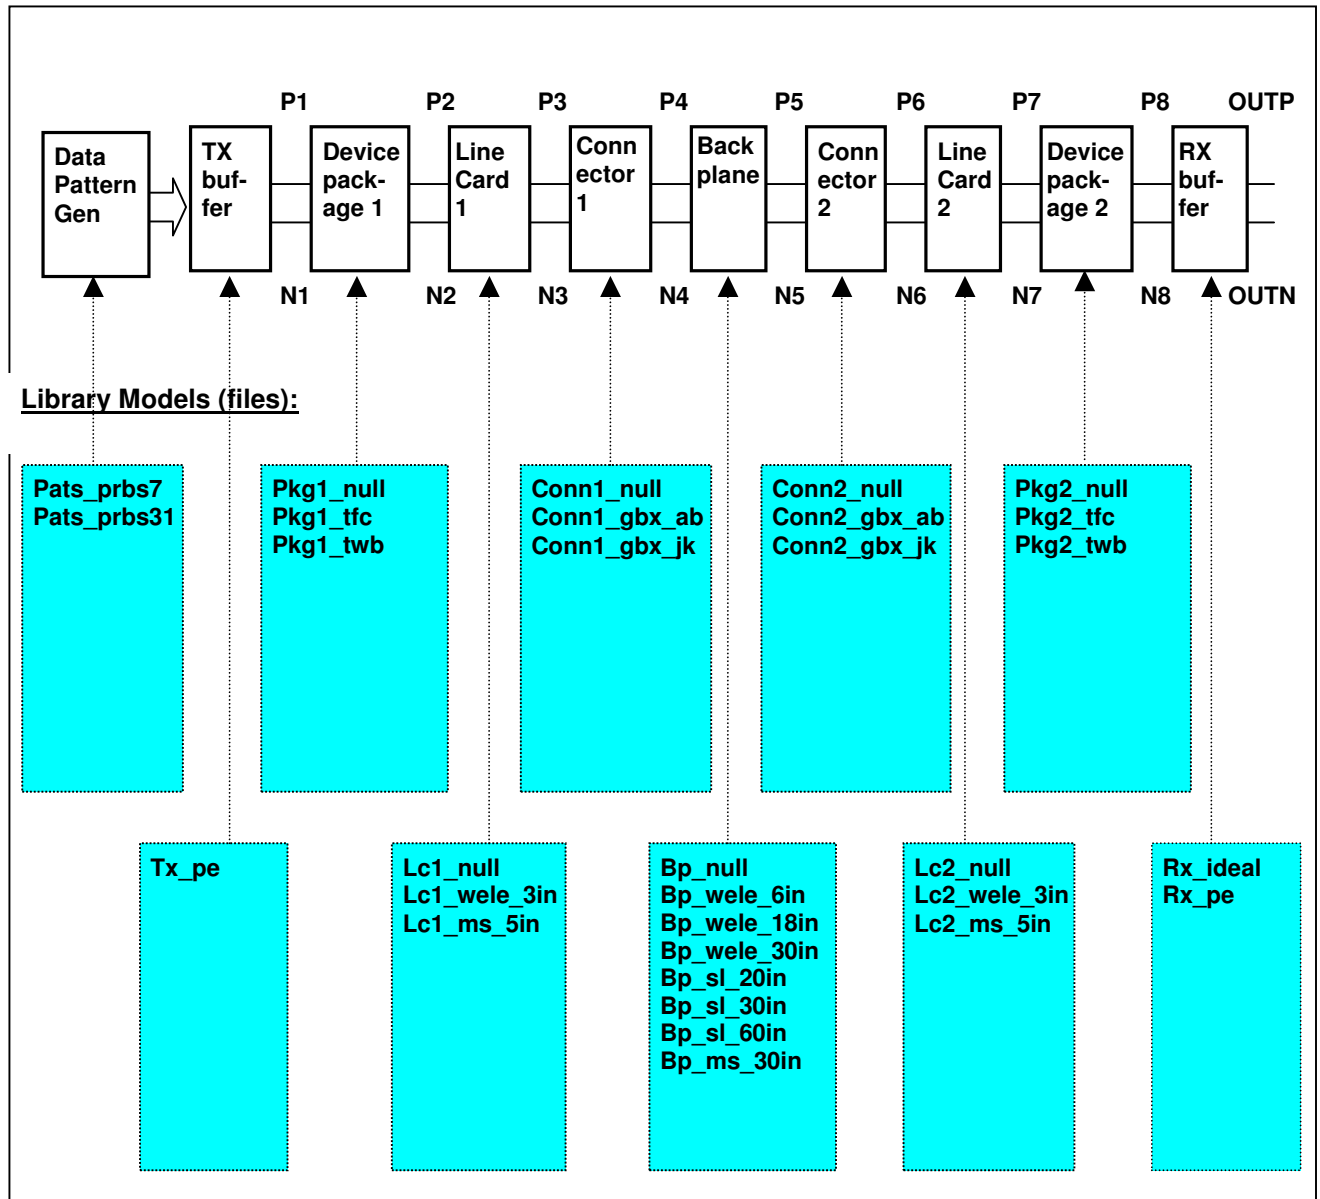 P1 P2 P3 P4 P5 P6 P7 P8 OUTP
Data
Pattern
Gen
TX
buf-
fer
Device
pack-
age 1
Line
Card
1
Conn
ector
1
Back
plane
Conn
ector
2
Line
Card
2
Device
pack-
age 2
RX
buf-
fer
N1 N2 N3 N4 N5 N6 N7 N8 OUTN
Library Models (files):
Pats_prbs7
Pats_prbs31
Pkg1_null
Pkg1_tfc
Pkg1_twb
Conn1_null
Conn1_gbx_ab
Conn1_gbx_jk
Conn2_null
Conn2_gbx_ab
Conn2_gbx_jk
Pkg2_null
Pkg2_tfc
Pkg2_twb
Tx_pe
Lc1_null
Lc1_wele_3in
Lc1_ms_5in
Bp_null
Bp_wele_6in
Bp_wele_18in
Bp_wele_30in
Bp_sl_20in
Bp_sl_30in
Bp_sl_60in
Bp_ms_30in
Lc2_null
Lc2_wele_3in
Lc2_ms_5in
Rx_ideal
Rx_pe